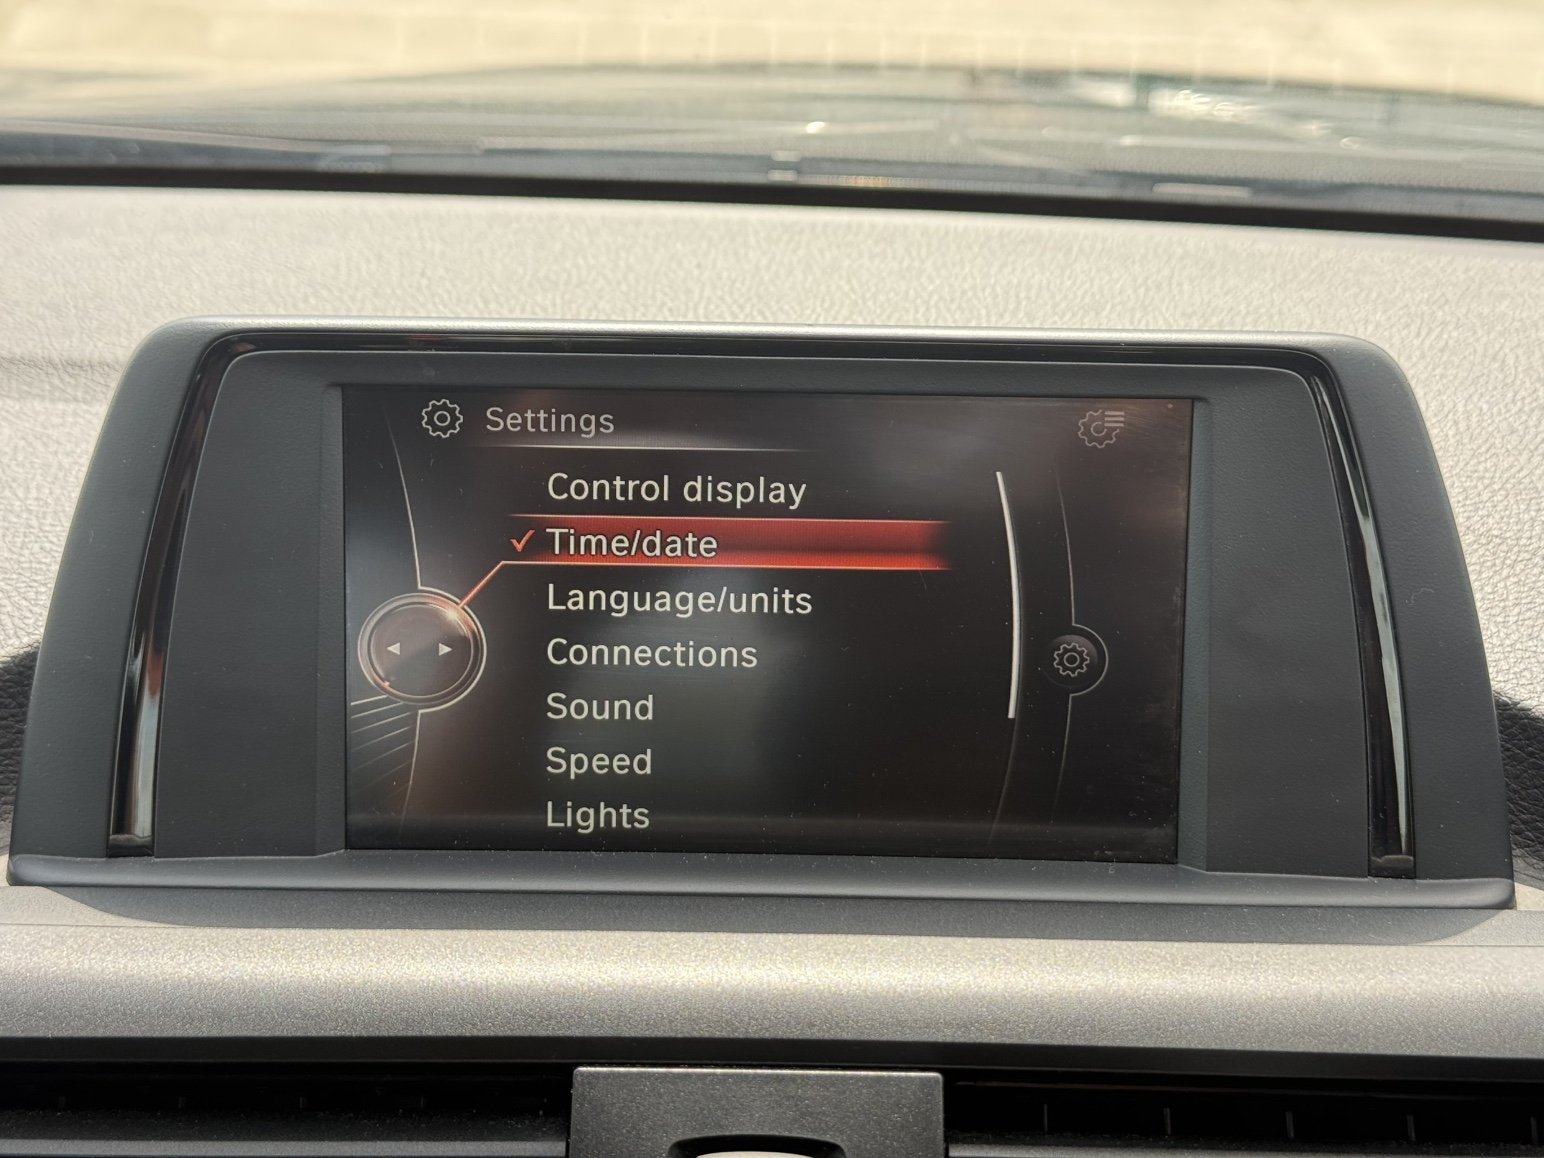 Settings
Control display
Time/date
Language/units
Connections
Sound
Speed
Lights